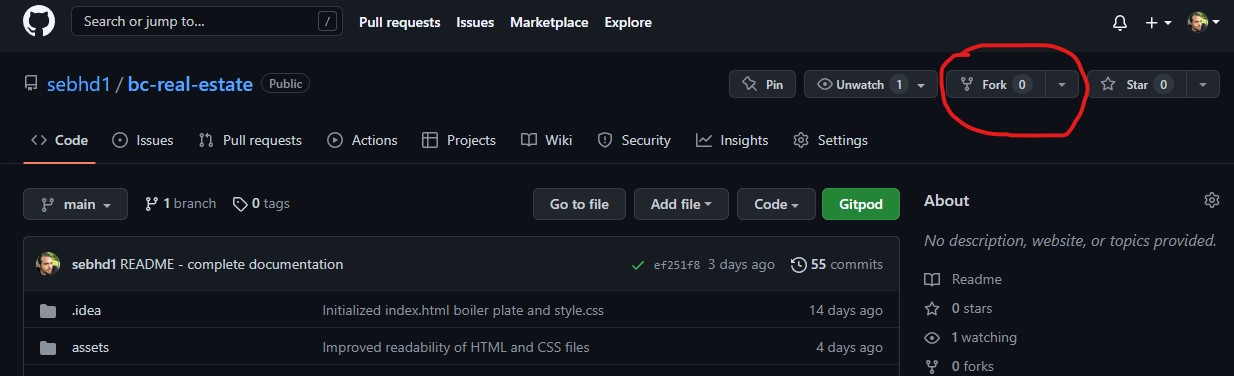 Search or jump to... / Pull requests Issues Marketplace Explore
sebhd1 / bc-real-estate Public Pin Unwatch 1 Fork 0 Star 0
Code Issues Pull requests Actions Projects Wiki Security Insights Settings
main 1 branch 0 tags Go to file Add file Code Gitpod
sebhd1 README - complete documentation ef251f8 3 days ago 55 commits
.idea Initialized index.html boiler plate and style.css 14 days ago
assets Improved readability of HTML and CSS files 4 days ago
About
No description, website, or topics provided.
Readme
0 stars
1 watching
0 forks